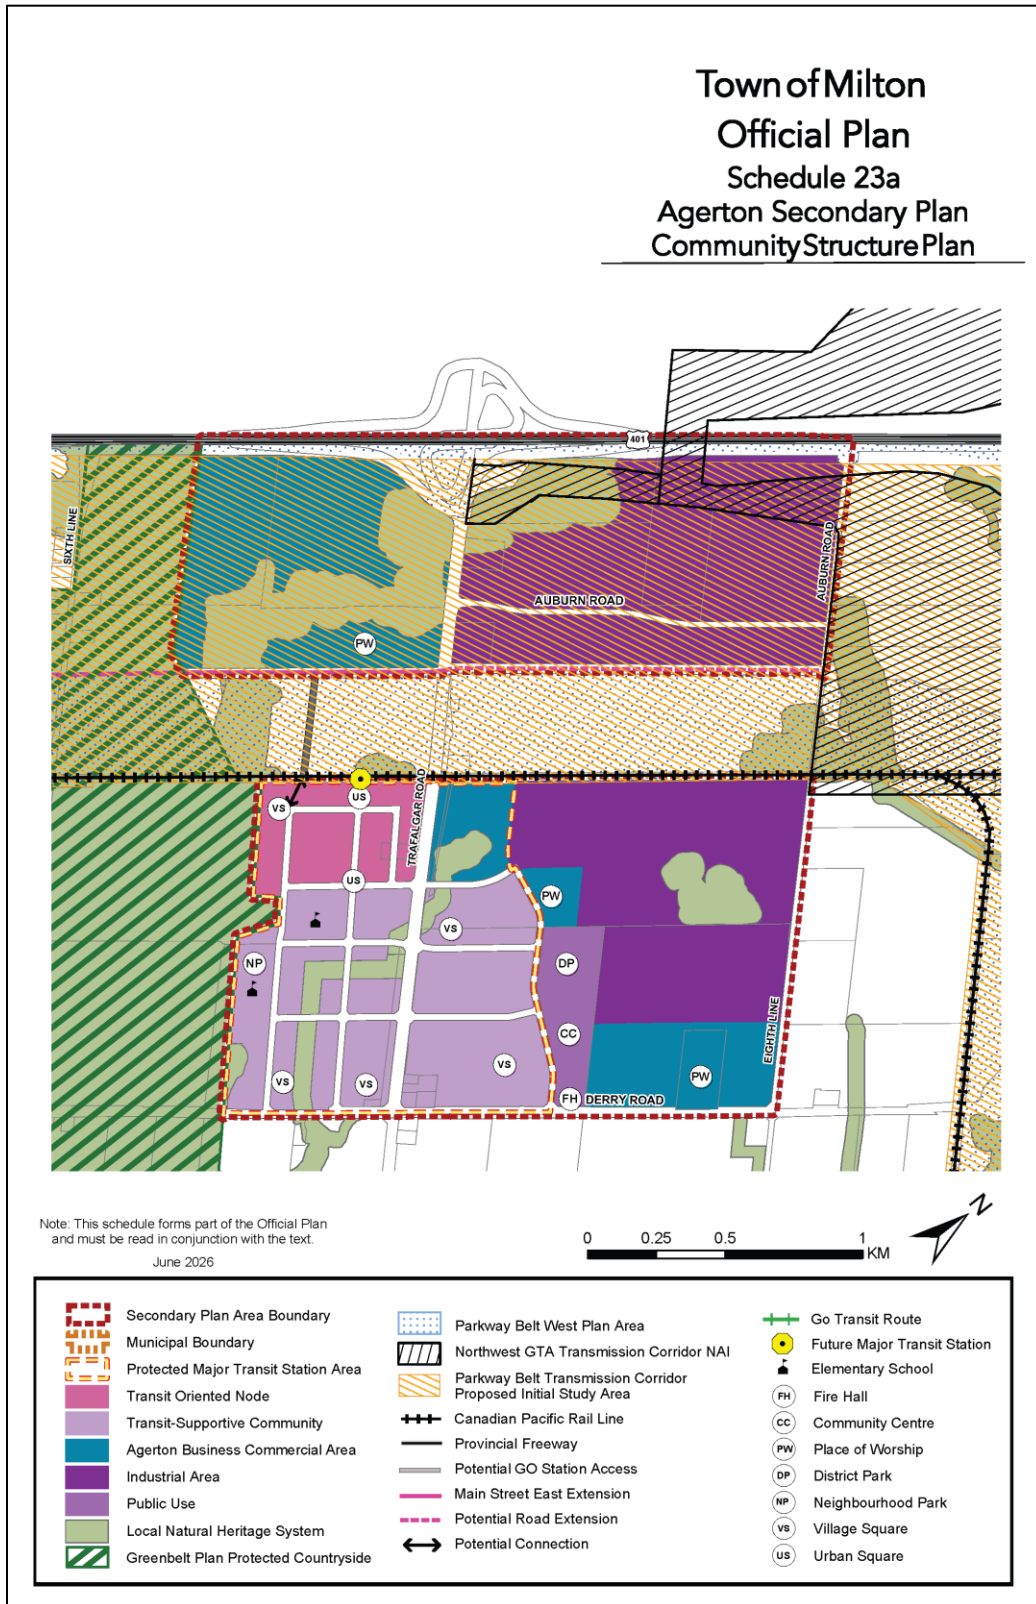 Town of Milton
Official Plan
Schedule 23a
Agerton Secondary Plan
Community Structure Plan
401
SIXTH LINE
AUBURN ROAD
AUBURN ROAD
PW
TRAFALGAR ROAD
US
VS
US
PW
VS
NP
DP
CC
EIGHTH LINE
VS
VS
VS
PW
FH
DERRY ROAD
Note: This schedule forms part of the Official Plan
and must be read in conjunction with the text.
June 2026
0 0.25 0.5 1
KM
N
Secondary Plan Area Boundary
Municipal Boundary
Protected Major Transit Station Area
Transit Oriented Node
Transit-Supportive Community
Agerton Business Commercial Area
Industrial Area
Public Use
Local Natural Heritage System
Greenbelt Plan Protected Countryside
Parkway Belt West Plan Area
Northwest GTA Transmission Corridor NAI
Parkway Belt Transmission Corridor
Proposed Initial Study Area
Canadian Pacific Rail Line
Provincial Freeway
Potential GO Station Access
Main Street East Extension
Potential Road Extension
Potential Connection
Go Transit Route
Future Major Transit Station
Elementary School
FH Fire Hall
CC Community Centre
PW Place of Worship
DP District Park
NP Neighbourhood Park
VS Village Square
US Urban Square